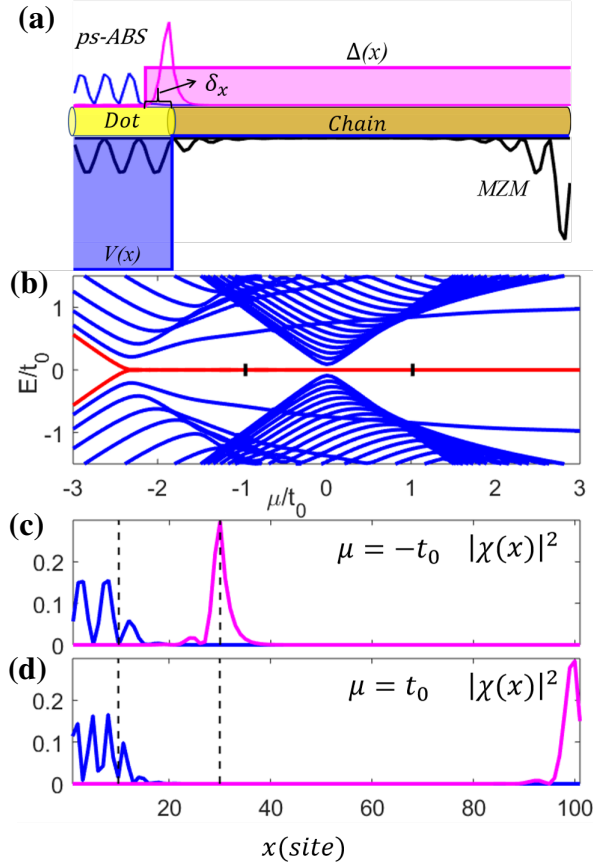 (a)
ps-ABS
Δ(x)
δₓ
Dot
Chain
MZM
V(x)
(b)
E/t₀
1
0
-1
-3
-2
-1
0
1
2
3
μ/t₀
(c)
0.2
0.1
0
μ = −t₀ |χ(x)|²
(d)
0.2
0.1
0
μ = t₀ |χ(x)|²
20
40
60
80
100
x(site)